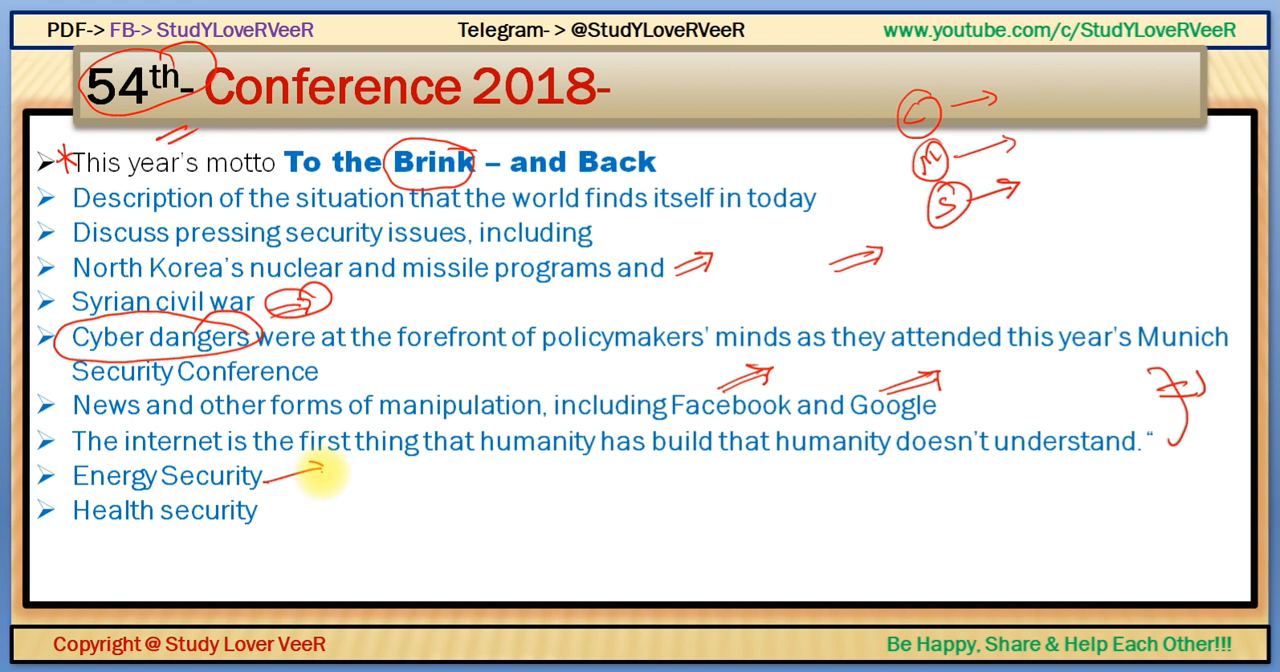 PDF-> FB-> StudYLoveRVeeR Telegram- > @StudYLoveRVeeR www.youtube.com/c/StudYLoveRVeeR
54th- Conference 2018-
This year's motto To the Brink – and Back
Description of the situation that the world finds itself in today
Discuss pressing security issues, including
North Korea's nuclear and missile programs and
Syrian civil war
Cyber dangers were at the forefront of policymakers' minds as they attended this year's Munich
Security Conference
News and other forms of manipulation, including Facebook and Google
The internet is the first thing that humanity has build that humanity doesn't understand. “
Energy Security
Health security
C
M
S
Copyright @ Study Lover VeeR Be Happy, Share & Help Each Other!!!